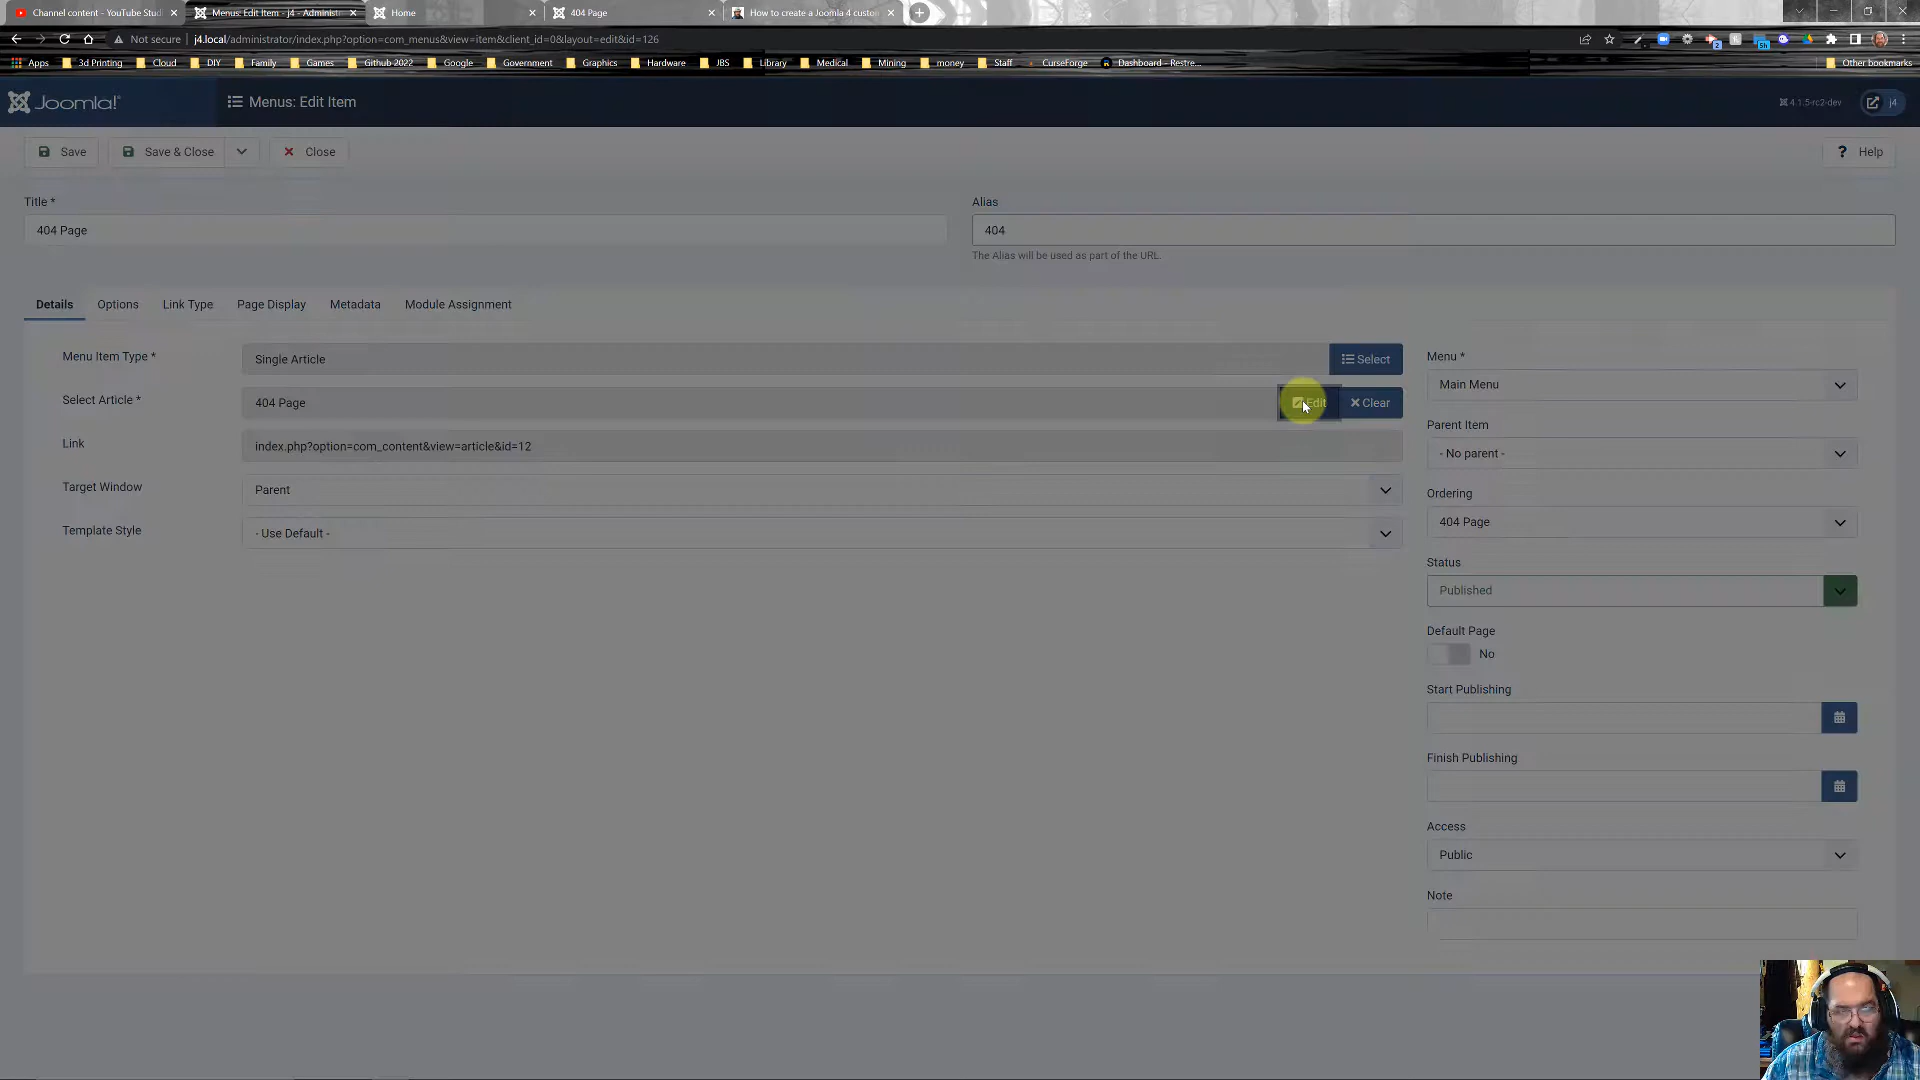 Channel content - YouTube Studi
Menus: Edit Item - j4 - Administ
Home
404 Page
How to create a Joomla 4 custo
Not secure
j4.local/administrator/index.php?option=com_menus&view=item&client_id=0&layout=edit&id=126
Apps
3d Printing
Cloud
DIY
Family
Games
Github 2022
Google
Government
Graphics
Hardware
JBS
Library
Medical
Mining
money
Staff
CurseForge
Dashboard - Restre...
Other bookmarks
Joomla!
Menus: Edit Item
4.1.5-rc2-dev
j4
Save
Save & Close
Close
? Help
Title *
Alias
404 Page
404
The Alias will be used as part of the URL.
Details
Options
Link Type
Page Display
Metadata
Module Assignment
Menu Item Type *
Single Article
Select
Select Article *
404 Page
Edit
Clear
Link
index.php?option=com_content&view=article&id=12
Target Window
Parent
Template Style
- Use Default -
Menu *
Main Menu
Parent Item
- No parent -
Ordering
404 Page
Status
Published
Default Page
No
Start Publishing
Finish Publishing
Access
Public
Note